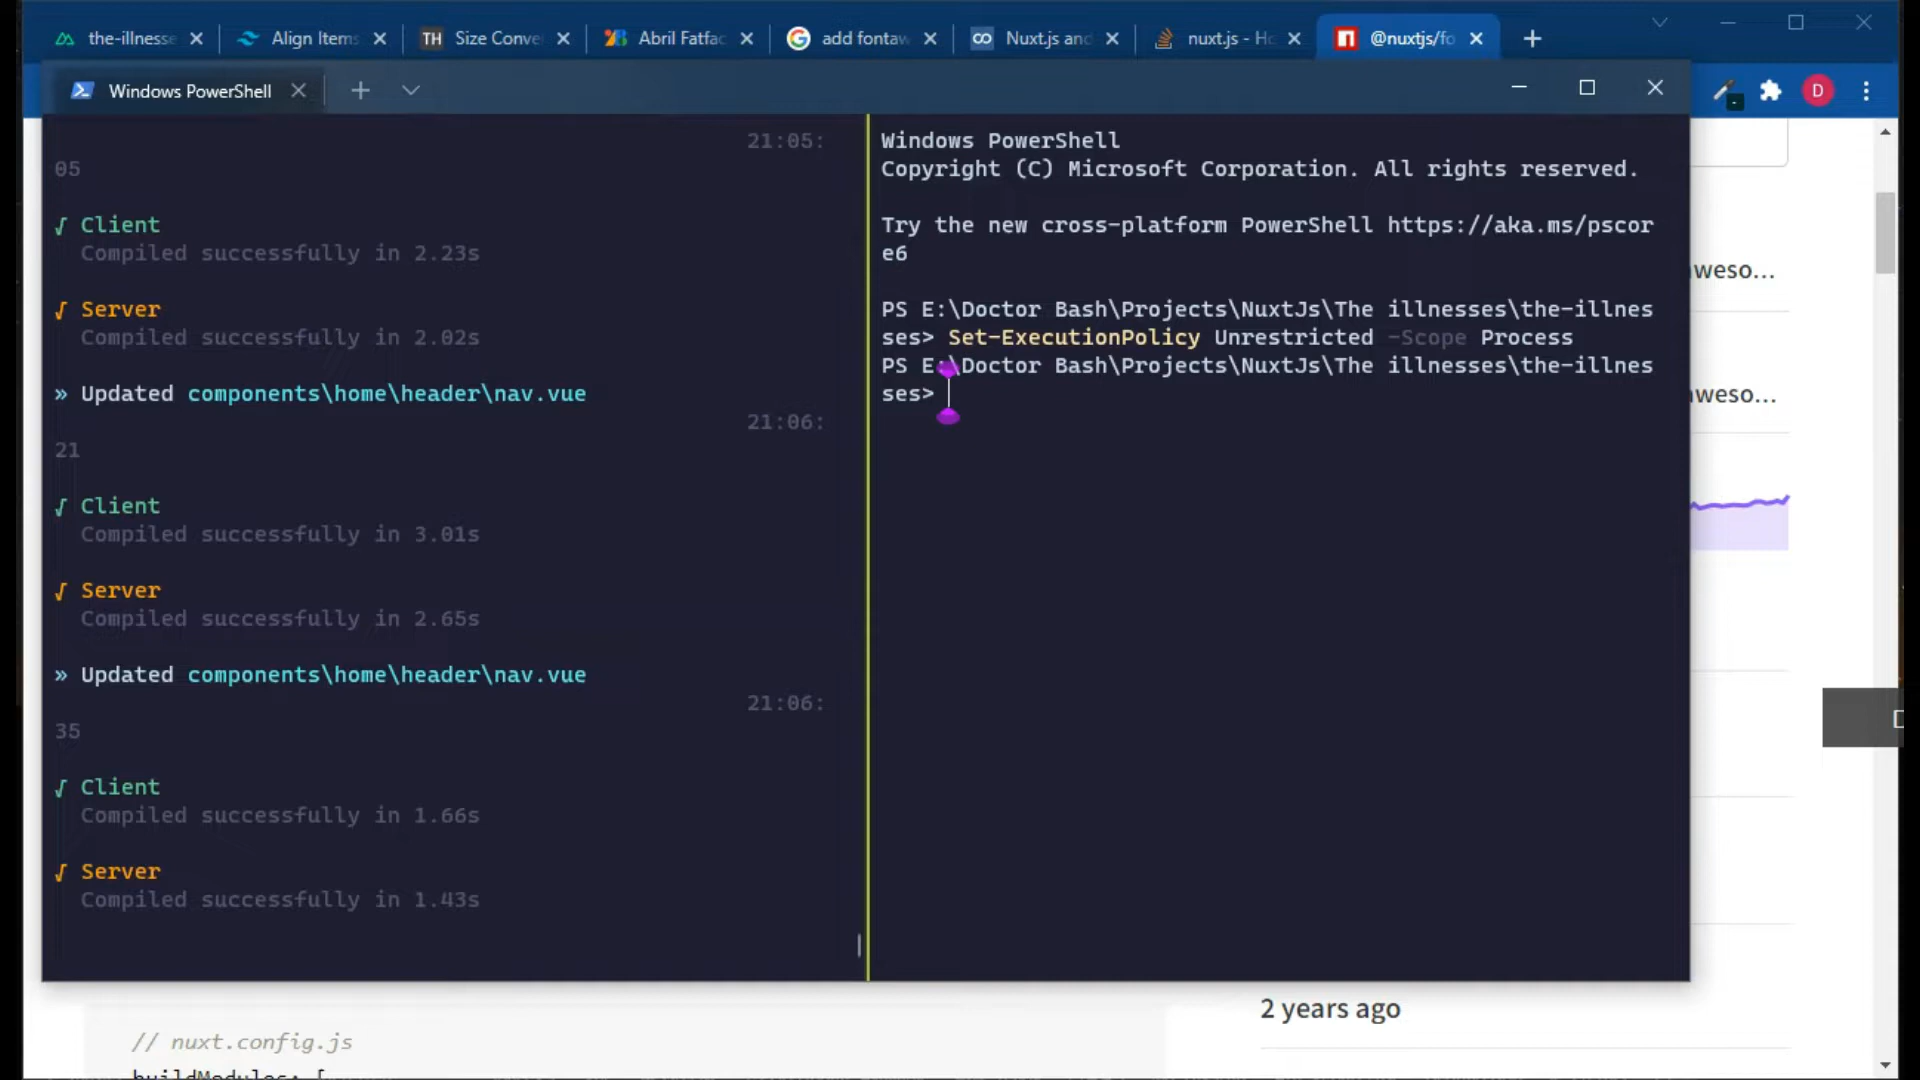 the-illnesse
Align Items
TH Size Conve
Abril Fatfac
add fontaw
Nuxt.js and
nuxt.js - Ho
@nuxtjs/fo
Windows PowerShell
D
21:05:
05
√ Client
Compiled successfully in 2.23s
√ Server
Compiled successfully in 2.02s
» Updated components\home\header\nav.vue
21:06:
21
√ Client
Compiled successfully in 3.01s
√ Server
Compiled successfully in 2.65s
» Updated components\home\header\nav.vue
21:06:
35
√ Client
Compiled successfully in 1.66s
√ Server
Compiled successfully in 1.43s
Windows PowerShell
Copyright (C) Microsoft Corporation. All rights reserved.
Try the new cross-platform PowerShell https://aka.ms/pscor
e6
PS E:\Doctor Bash\Projects\NuxtJs\The illnesses\the-illnes
ses> Set-ExecutionPolicy Unrestricted -Scope Process
PS E:\Doctor Bash\Projects\NuxtJs\The illnesses\the-illnes
ses>
weso...
weso...
2 years ago
// nuxt.config.js
buildModules: [